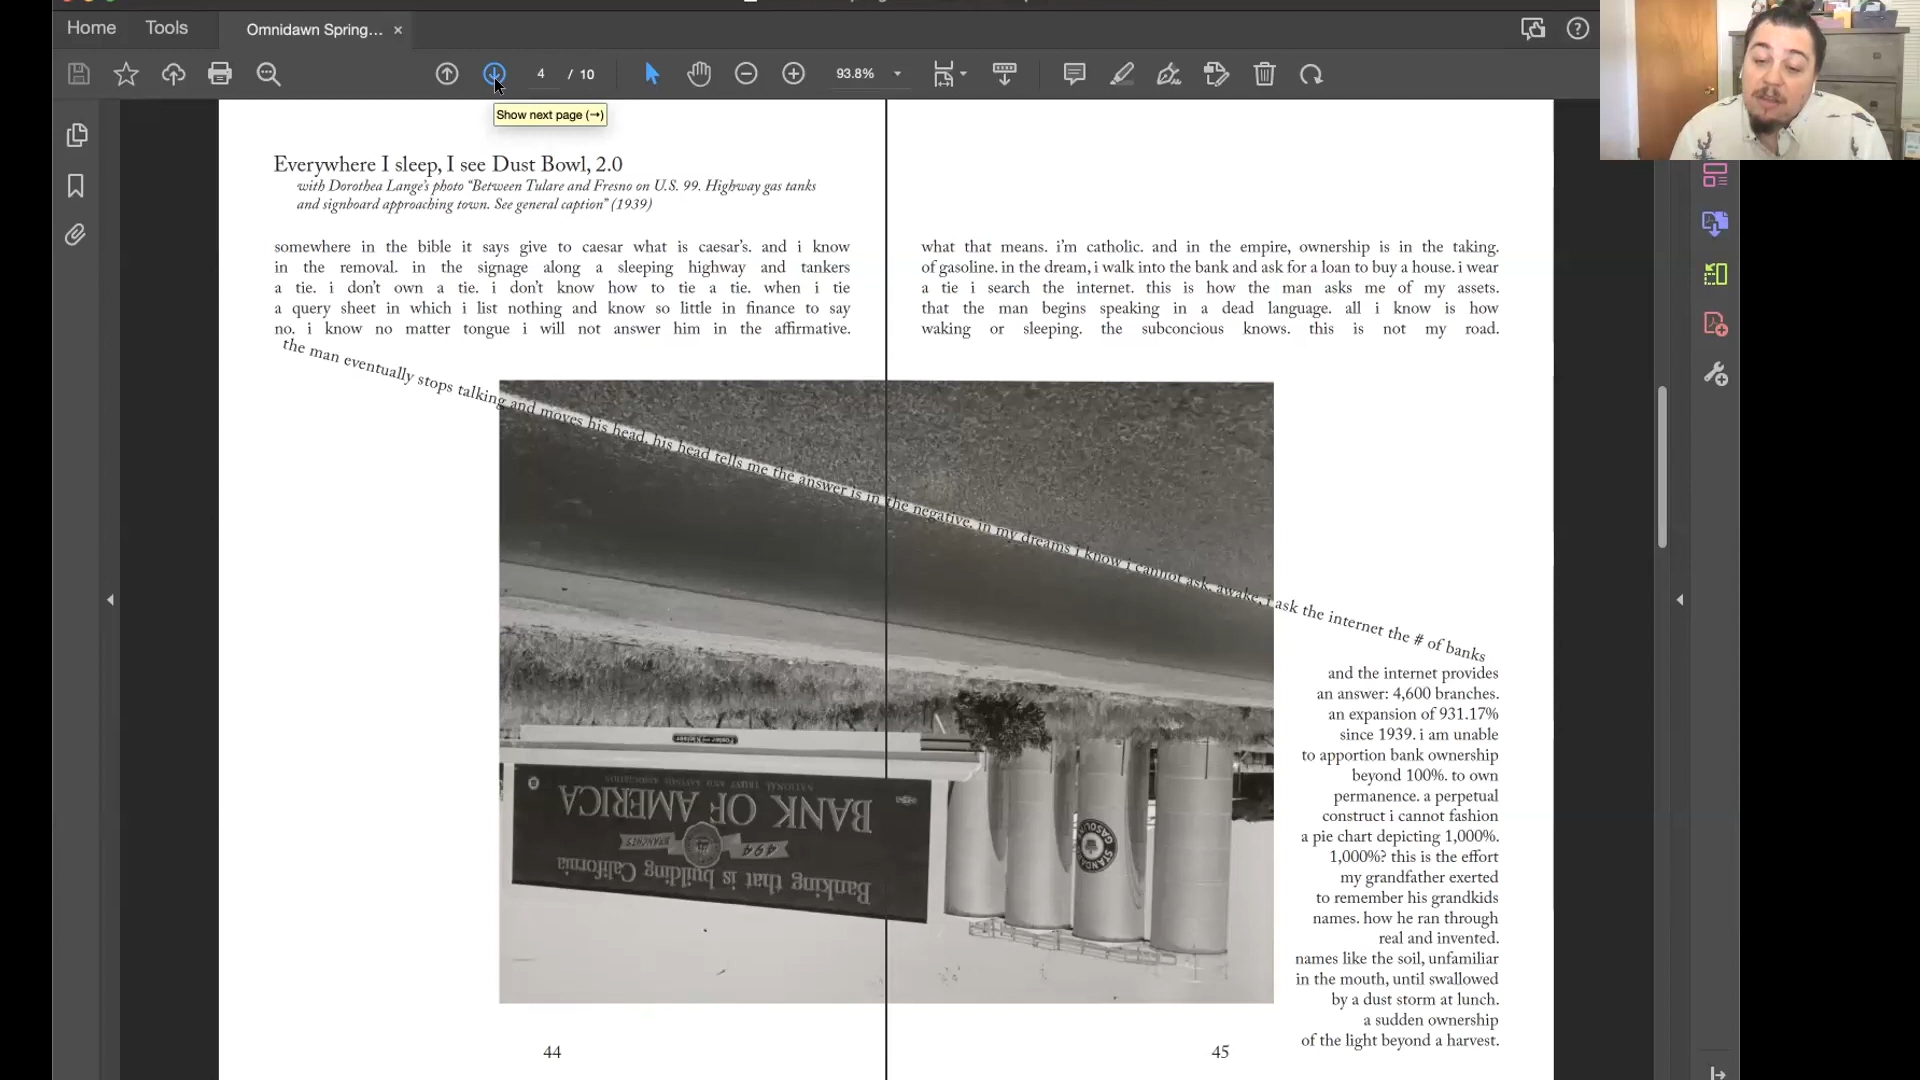 Home
Tools
Omnidawn Spring...
4 / 10
93.8%
Show next page (→)
Everywhere I sleep, I see Dust Bowl, 2.0
with Dorothea Lange's photo “Between Tulare and Fresno on U.S. 99. Highway gas tanks
and signboard approaching town. See general caption” (1939)
somewhere in the bible it says give to caesar what is caesar's. and i know
in the removal. in the signage along a sleeping highway and tankers
a tie. i don't own a tie. i don't know how to tie a tie. when i tie
a query sheet in which i list nothing and know so little in finance to say
no. i know no matter tongue i will not answer him in the affirmative.
what that means. i'm catholic. and in the empire, ownership is in the taking.
of gasoline. in the dream, i walk into the bank and ask for a loan to buy a house. i wear
a tie i search the internet. this is how the man asks me of my assets.
that the man begins speaking in a dead language. all i know is how
waking or sleeping. the subconcious knows. this is not my road.
the man eventually stops talking and moves his head. his head tells me the answer is in the negative. in my dreams i know i cannot ask. awake, i ask the internet the # of banks
and the internet provides
an answer: 4,600 branches.
an expansion of 931.17%
since 1939. i am unable
to apportion bank ownership
beyond 100%. to own
permanence. a perpetual
construct i cannot fashion
a pie chart depicting 1,000%.
1,000%? this is the effort
my grandfather exerted
to remember his grandkids
names. how he ran through
real and invented.
names like the soil, unfamiliar
in the mouth, until swallowed
by a dust storm at lunch.
a sudden ownership
of the light beyond a harvest.
Foster and Kleiser
NATIONAL TRUST AND SAVINGS ASSOCIATION
BANK OF AMERICA
494 BRANCHES
Banking that is building California
STANDARD
GASOLINE
44
45